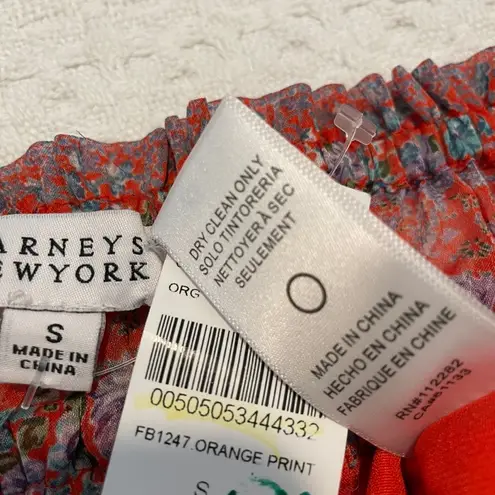 ARNEYS
EWYORK
S
MADE IN
CHINA
DRY CLEAN ONLY
SOLO TINTORERIA
NETTOYER À SEC
SEULEMENT
MADE IN CHINA
HECHO EN CHINA
FABRIQUE EN CHINE
RN#112282
ORG
00505053444332
FB1247.ORANGE PRINT
S